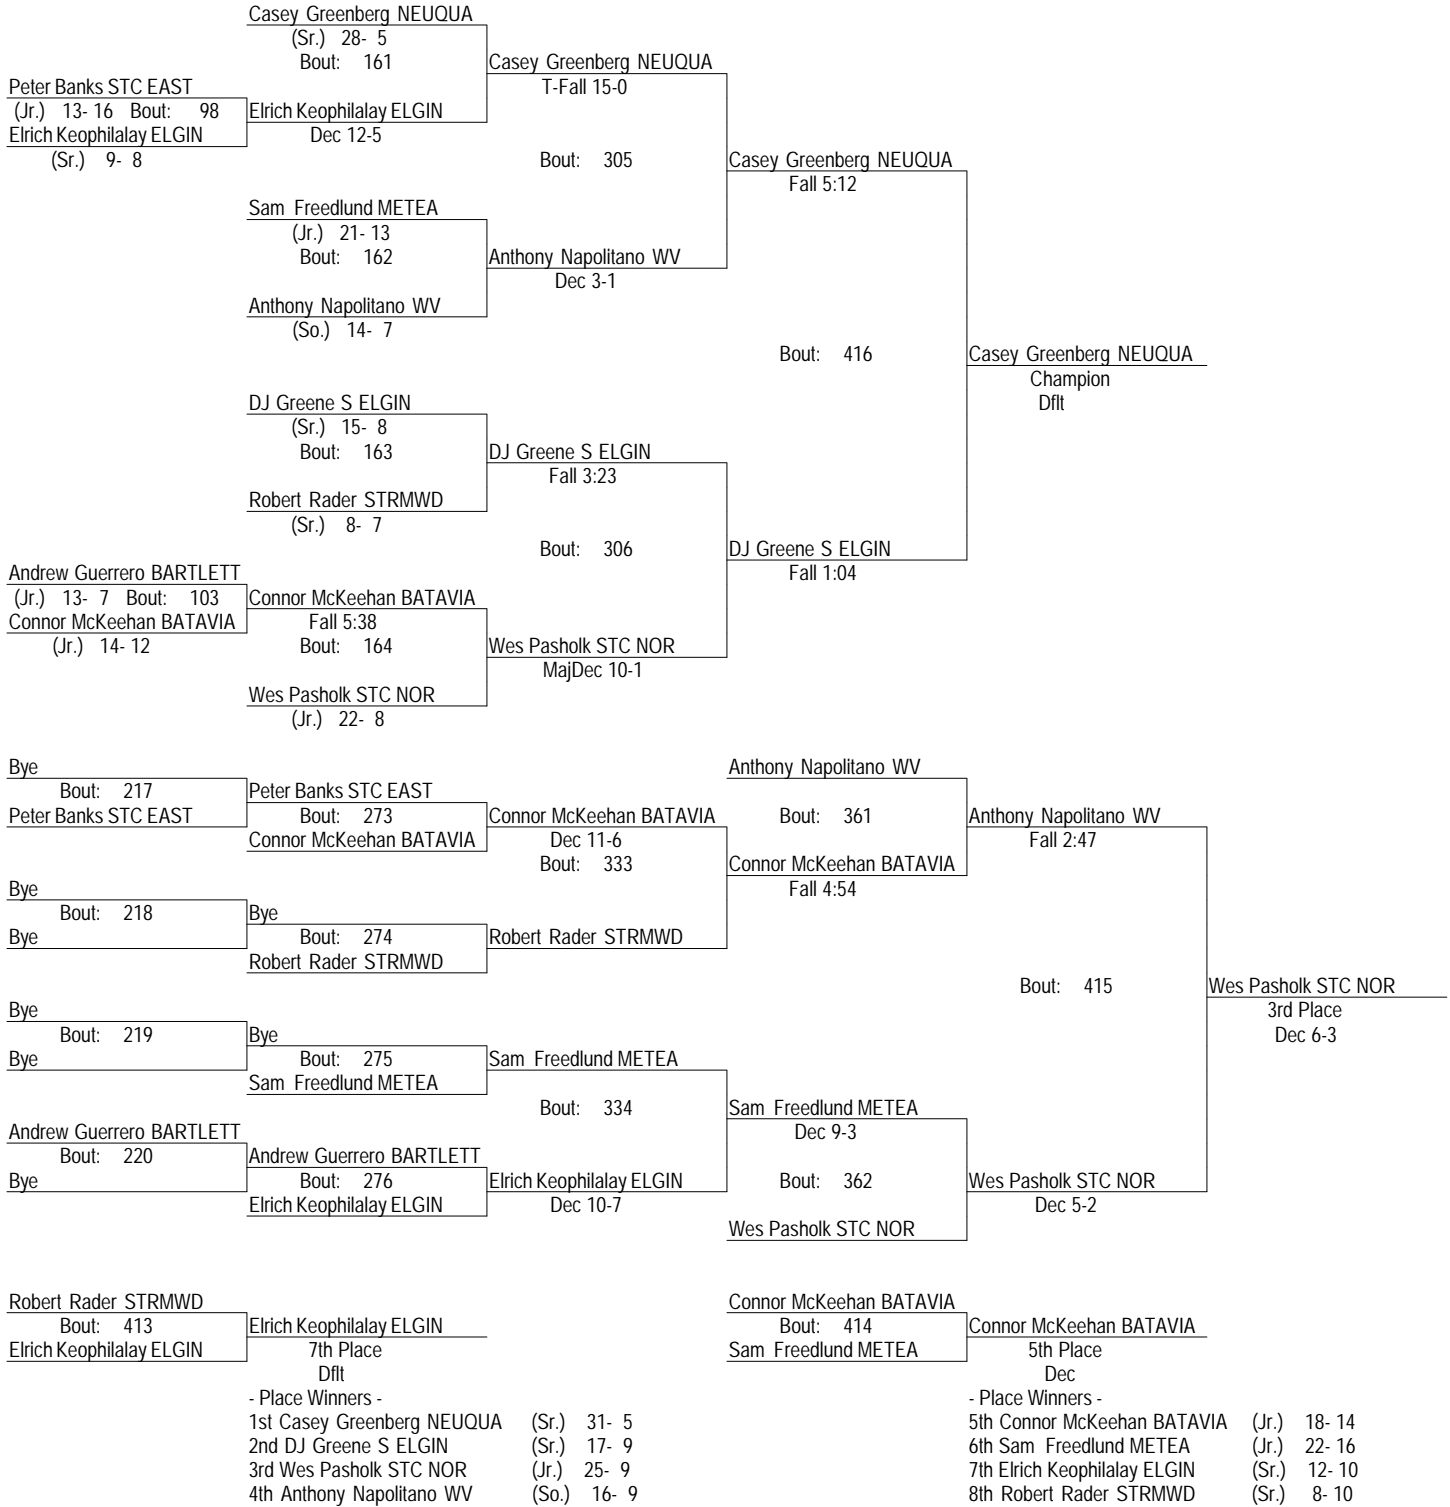 Casey Greenberg NEUQUA
(Sr.) 28- 5
Bout: 161
Casey Greenberg NEUQUA
T-Fall 15-0
Peter Banks STC EAST
(Jr.) 13- 16 Bout: 98
Elrich Keophilalay ELGIN
(Sr.) 9- 8
Elrich Keophilalay ELGIN
Dec 12-5
Bout: 305
Casey Greenberg NEUQUA
Fall 5:12
Sam Freedlund METEA
(Jr.) 21- 13
Bout: 162
Anthony Napolitano WV
Dec 3-1
Anthony Napolitano WV
(So.) 14- 7
Bout: 416
Casey Greenberg NEUQUA
Champion
Dflt
DJ Greene S ELGIN
(Sr.) 15- 8
Bout: 163
DJ Greene S ELGIN
Fall 3:23
Robert Rader STRMWD
(Sr.) 8- 7
Bout: 306
DJ Greene S ELGIN
Fall 1:04
Andrew Guerrero BARTLETT
(Jr.) 13- 7 Bout: 103
Connor McKeehan BATAVIA
(Jr.) 14- 12
Connor McKeehan BATAVIA
Fall 5:38
Bout: 164
Wes Pasholk STC NOR
MajDec 10-1
Wes Pasholk STC NOR
(Jr.) 22- 8
Bye
Bout: 217
Peter Banks STC EAST
Peter Banks STC EAST
Bout: 273
Connor McKeehan BATAVIA
Connor McKeehan BATAVIA
Dec 11-6
Bout: 333
Anthony Napolitano WV
Bout: 361
Connor McKeehan BATAVIA
Fall 4:54
Anthony Napolitano WV
Fall 2:47
Bye
Bout: 218
Bye
Bye
Bout: 274
Robert Rader STRMWD
Robert Rader STRMWD
Bout: 415
Wes Pasholk STC NOR
3rd Place
Dec 6-3
Bye
Bout: 219
Bye
Bye
Bout: 275
Sam Freedlund METEA
Sam Freedlund METEA
Bout: 334
Sam Freedlund METEA
Dec 9-3
Andrew Guerrero BARTLETT
Bout: 220
Bye
Andrew Guerrero BARTLETT
Bout: 276
Elrich Keophilalay ELGIN
Elrich Keophilalay ELGIN
Dec 10-7
Bout: 362
Wes Pasholk STC NOR
Wes Pasholk STC NOR
Dec 5-2
Robert Rader STRMWD
Bout: 413
Elrich Keophilalay ELGIN
Elrich Keophilalay ELGIN
7th Place
Dflt
Connor McKeehan BATAVIA
Bout: 414
Sam Freedlund METEA
Connor McKeehan BATAVIA
5th Place
Dec
- Place Winners -
1st Casey Greenberg NEUQUA (Sr.) 31- 5
2nd DJ Greene S ELGIN (Sr.) 17- 9
3rd Wes Pasholk STC NOR (Jr.) 25- 9
4th Anthony Napolitano WV (So.) 16- 9
- Place Winners -
5th Connor McKeehan BATAVIA (Jr.) 18- 14
6th Sam Freedlund METEA (Jr.) 22- 16
7th Elrich Keophilalay ELGIN (Sr.) 12- 10
8th Robert Rader STRMWD (Sr.) 8- 10